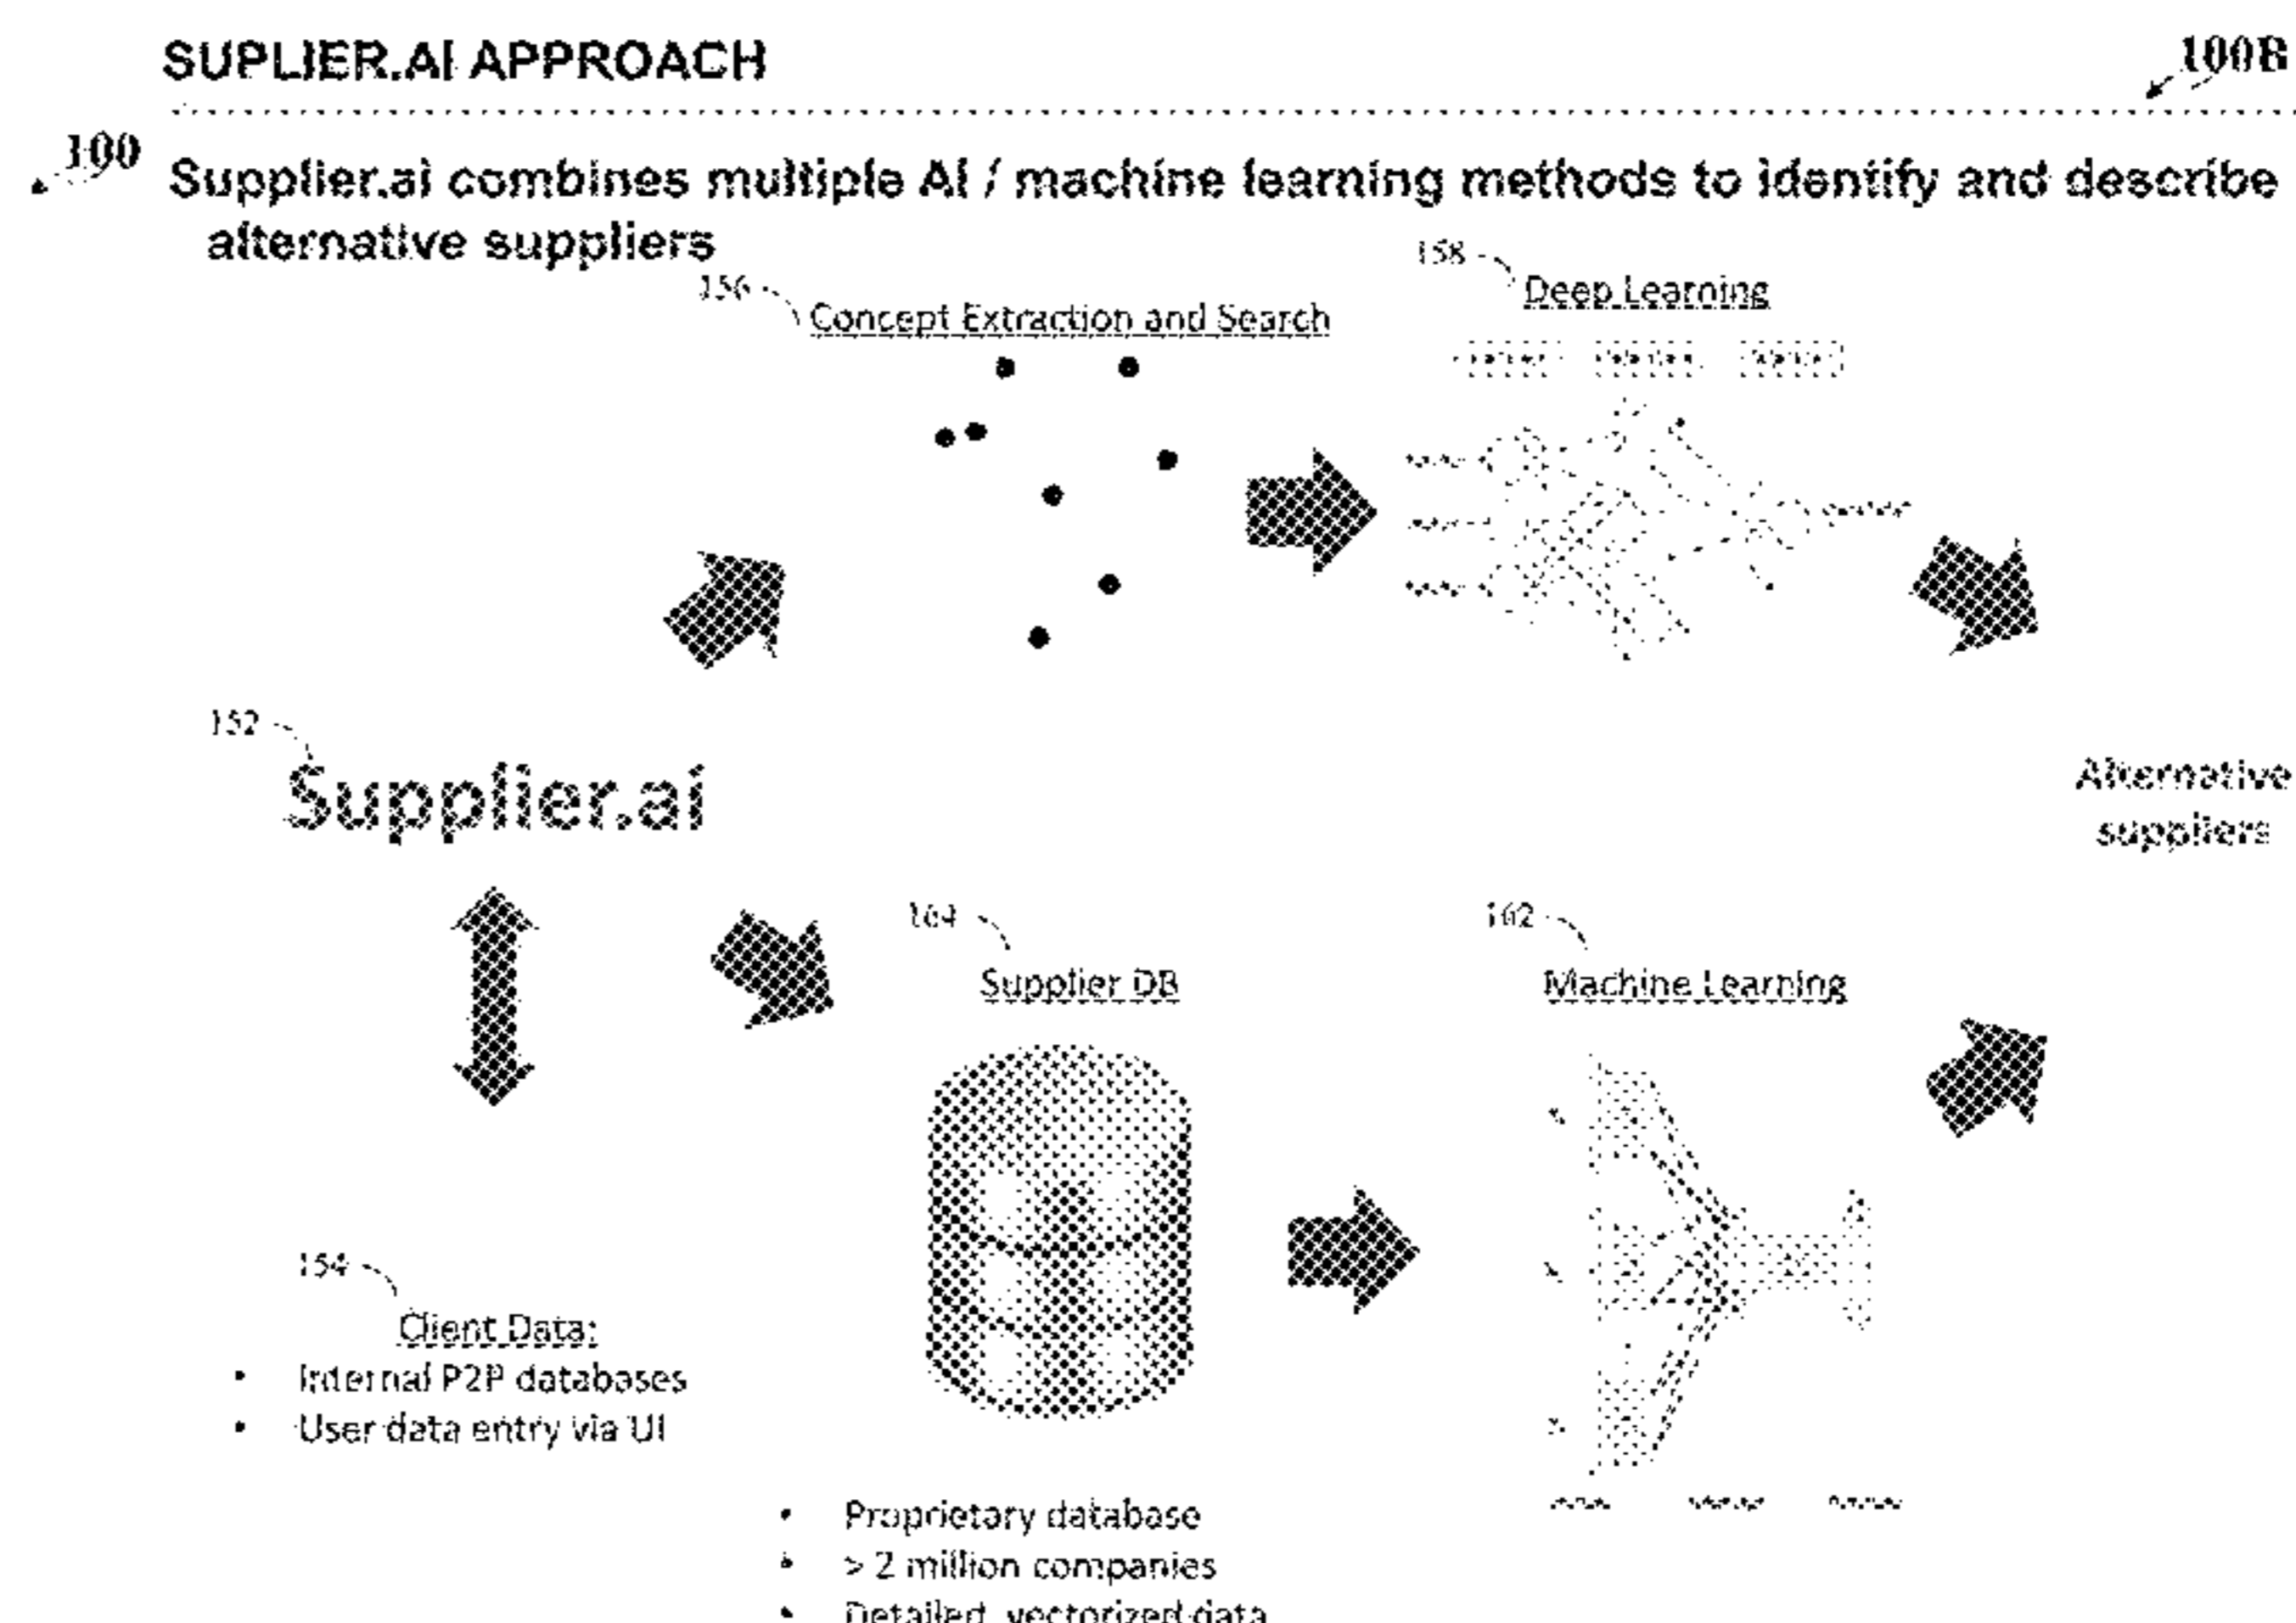 SUPLIER.AI APPROACH
100B
100
Supplier.ai combines multiple AI / machine learning methods to identify and describe
alternative suppliers
156
Concept Extraction and Search
158
Deep Learning
152
Supplier.ai
Alternative
suppliers
164
Supplier DB
162
Machine Learning
154
Client Data:
• Internal P2P databases
• User data entry via UI
• Proprietary database
• > 2 million companies
• Detailed, vectorized data